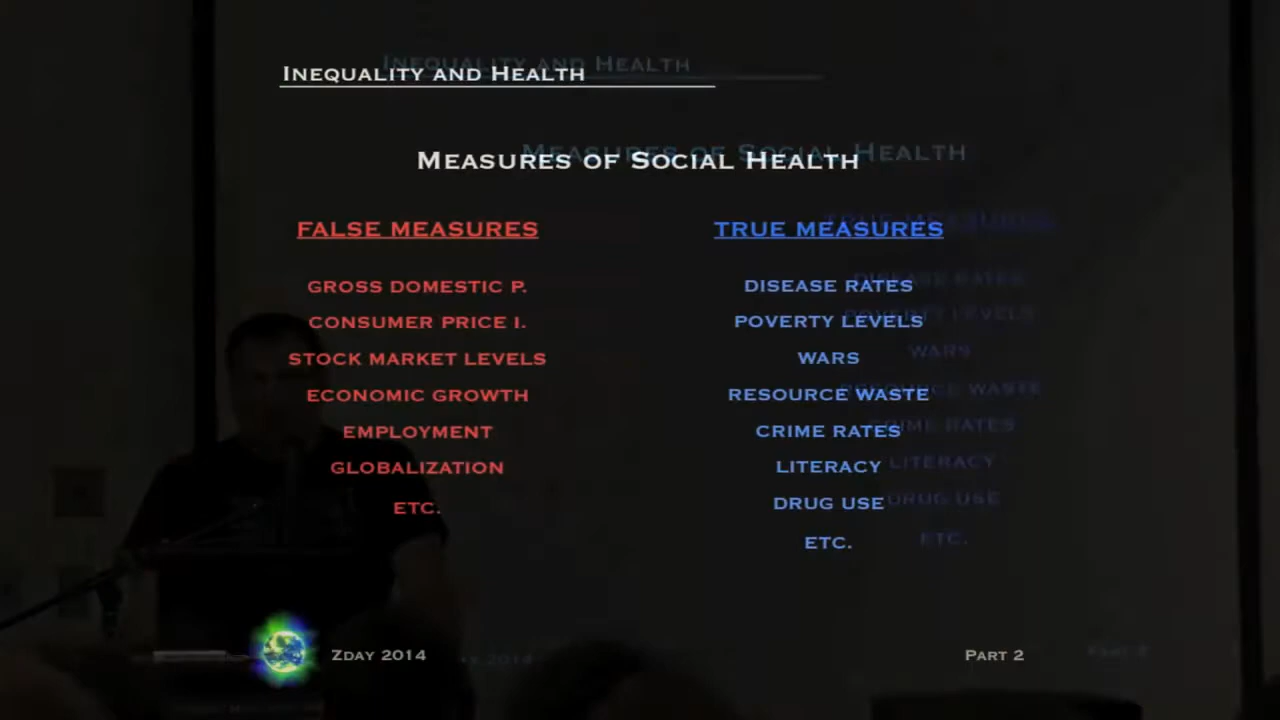 Inequality and Health
Measures of Social Health
FALSE MEASURES
GROSS DOMESTIC P.
CONSUMER PRICE I.
STOCK MARKET LEVELS
ECONOMIC GROWTH
EMPLOYMENT
GLOBALIZATION
ETC.
TRUE MEASURES
DISEASE RATES
POVERTY LEVELS
WARS
RESOURCE WASTE
CRIME RATES
LITERACY
DRUG USE
ETC.
Zday 2014
Part 2